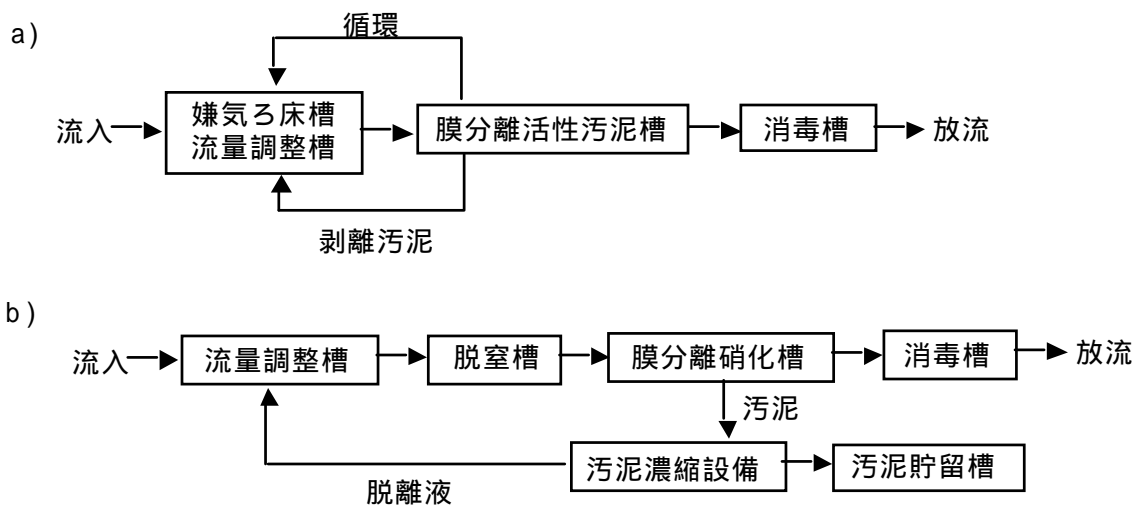 a)
循環
流入
嫌気ろ床槽
流量調整槽
膜分離活性汚泥槽
消毒槽
放流
剥離汚泥
b)
流入
流量調整槽
脱窒槽
膜分離硝化槽
消毒槽
放流
汚泥
汚泥濃縮設備
汚泥貯留槽
脱離液